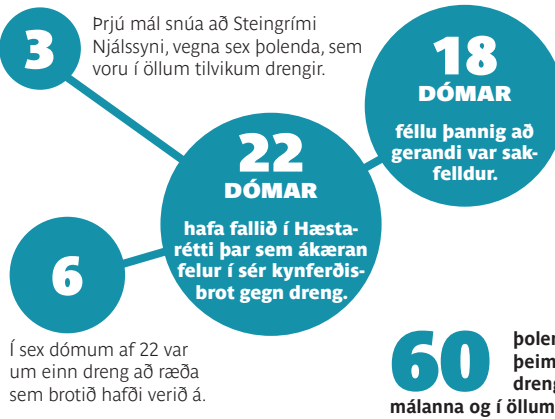 3
Þrjú mál snúa að Steingrími
Njálssyni, vegna sex þolenda, sem
voru í öllum tilvikum drengir.
18
DÓMAR
féllu þannig að
gerandi var sak-
felldur.
22
DÓMAR
hafa fallið í Hæsta-
rétti þar sem ákæran
felur í sér kynferðis-
brot gegn dreng.
6
Í sex dómum af 22 var
um einn dreng að ræða
sem brotið hafði verið á.
60
málanna og í öllum